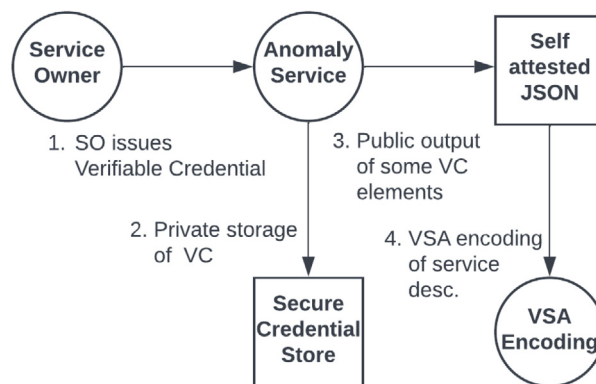 Service
Owner
Anomaly
Service
Self
attested
JSON
1. SO issues
Verifiable Credential
3. Public output
of some VC
elements
2. Private storage
of VC
4. VSA encoding
of service
desc.
Secure
Credential
Store
VSA
Encoding